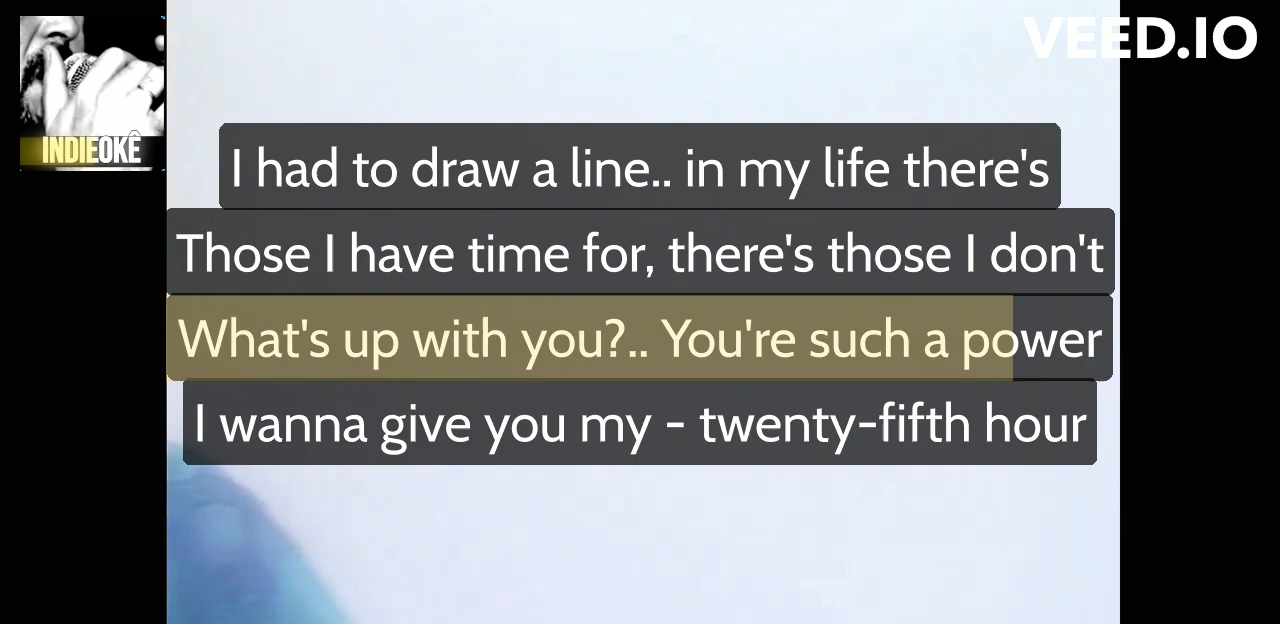 VEED.IO
INDIEOKÊ
I had to draw a line.. in my life there's
Those I have time for, there's those I don't
What's up with you?.. You're such a power
I wanna give you my - twenty-fifth hour